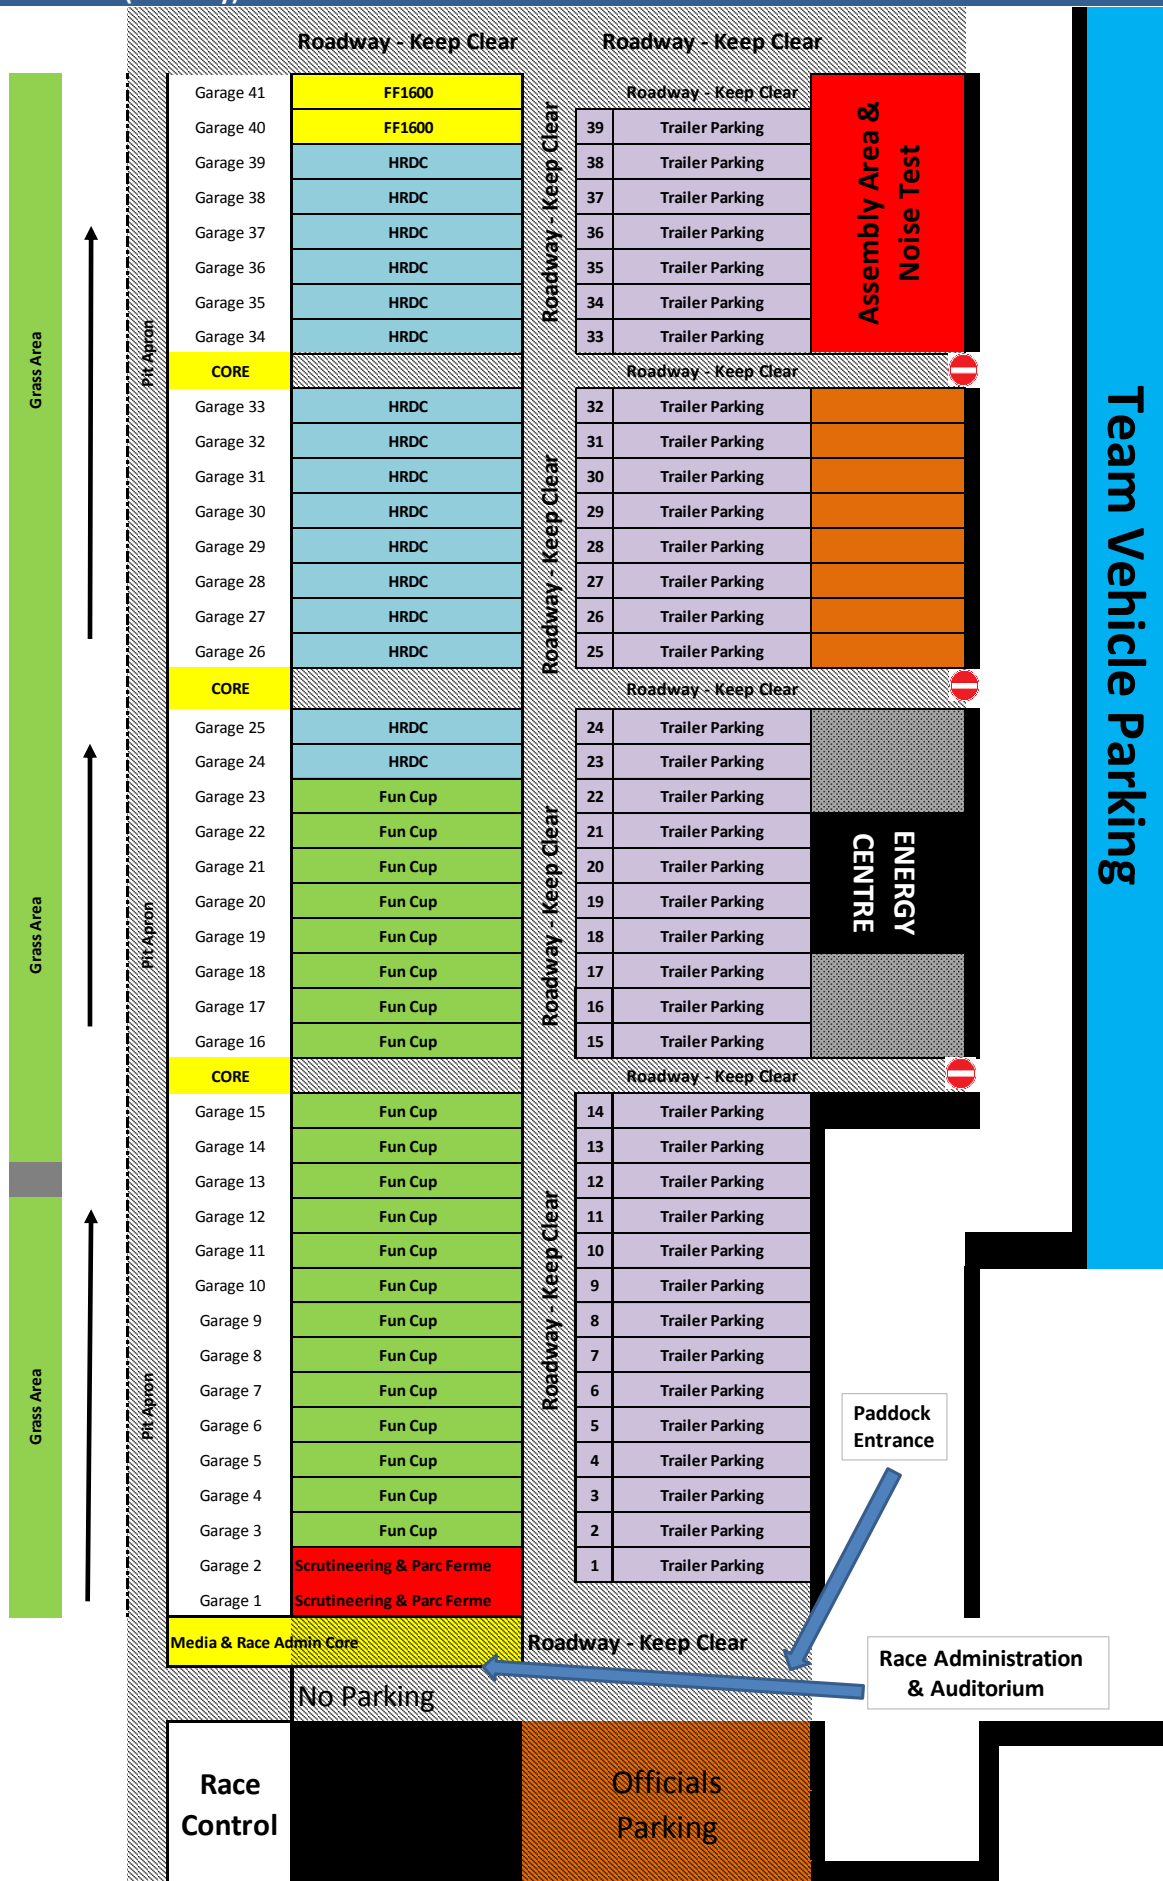 Roadway - Keep Clear Roadway - Keep Clear
Garage 41 FF1600 Roadway - Keep Clear
Garage 40 FF1600 39 Trailer Parking
Garage 39 HRDC 38 Trailer Parking
Garage 38 HRDC 37 Trailer Parking
Garage 37 HRDC 36 Trailer Parking
Garage 36 HRDC 35 Trailer Parking
Garage 35 HRDC 34 Trailer Parking
Garage 34 HRDC 33 Trailer Parking
Roadway - Keep Clear
Assembly Area &
Noise Test
Grass Area
Pit Apron
CORE Roadway - Keep Clear
Garage 33 HRDC 32 Trailer Parking
Garage 32 HRDC 31 Trailer Parking
Garage 31 HRDC 30 Trailer Parking
Garage 30 HRDC 29 Trailer Parking
Garage 29 HRDC 28 Trailer Parking
Garage 28 HRDC 27 Trailer Parking
Garage 27 HRDC 26 Trailer Parking
Garage 26 HRDC 25 Trailer Parking
Roadway - Keep Clear
Team Vehicle Parking
CORE Roadway - Keep Clear
Garage 25 HRDC 24 Trailer Parking
Garage 24 HRDC 23 Trailer Parking
Garage 23 Fun Cup 22 Trailer Parking
Garage 22 Fun Cup 21 Trailer Parking
Garage 21 Fun Cup 20 Trailer Parking
Garage 20 Fun Cup 19 Trailer Parking
Garage 19 Fun Cup 18 Trailer Parking
Garage 18 Fun Cup 17 Trailer Parking
Garage 17 Fun Cup 16 Trailer Parking
Garage 16 Fun Cup 15 Trailer Parking
Roadway - Keep Clear
ENERGY
CENTRE
Grass Area
Pit Apron
CORE Roadway - Keep Clear
Garage 15 Fun Cup 14 Trailer Parking
Garage 14 Fun Cup 13 Trailer Parking
Garage 13 Fun Cup 12 Trailer Parking
Garage 12 Fun Cup 11 Trailer Parking
Garage 11 Fun Cup 10 Trailer Parking
Garage 10 Fun Cup 9 Trailer Parking
Garage 9 Fun Cup 8 Trailer Parking
Garage 8 Fun Cup 7 Trailer Parking
Garage 7 Fun Cup 6 Trailer Parking
Garage 6 Fun Cup 5 Trailer Parking
Garage 5 Fun Cup 4 Trailer Parking
Garage 4 Fun Cup 3 Trailer Parking
Garage 3 Fun Cup 2 Trailer Parking
Garage 2 Scrutineering & Parc Ferme 1 Trailer Parking
Garage 1 Scrutineering & Parc Ferme
Roadway - Keep Clear
Grass Area
Pit Apron
Paddock
Entrance
Media & Race Admin Core Roadway - Keep Clear
Race Administration
& Auditorium
No Parking
Race
Control
Officials
Parking